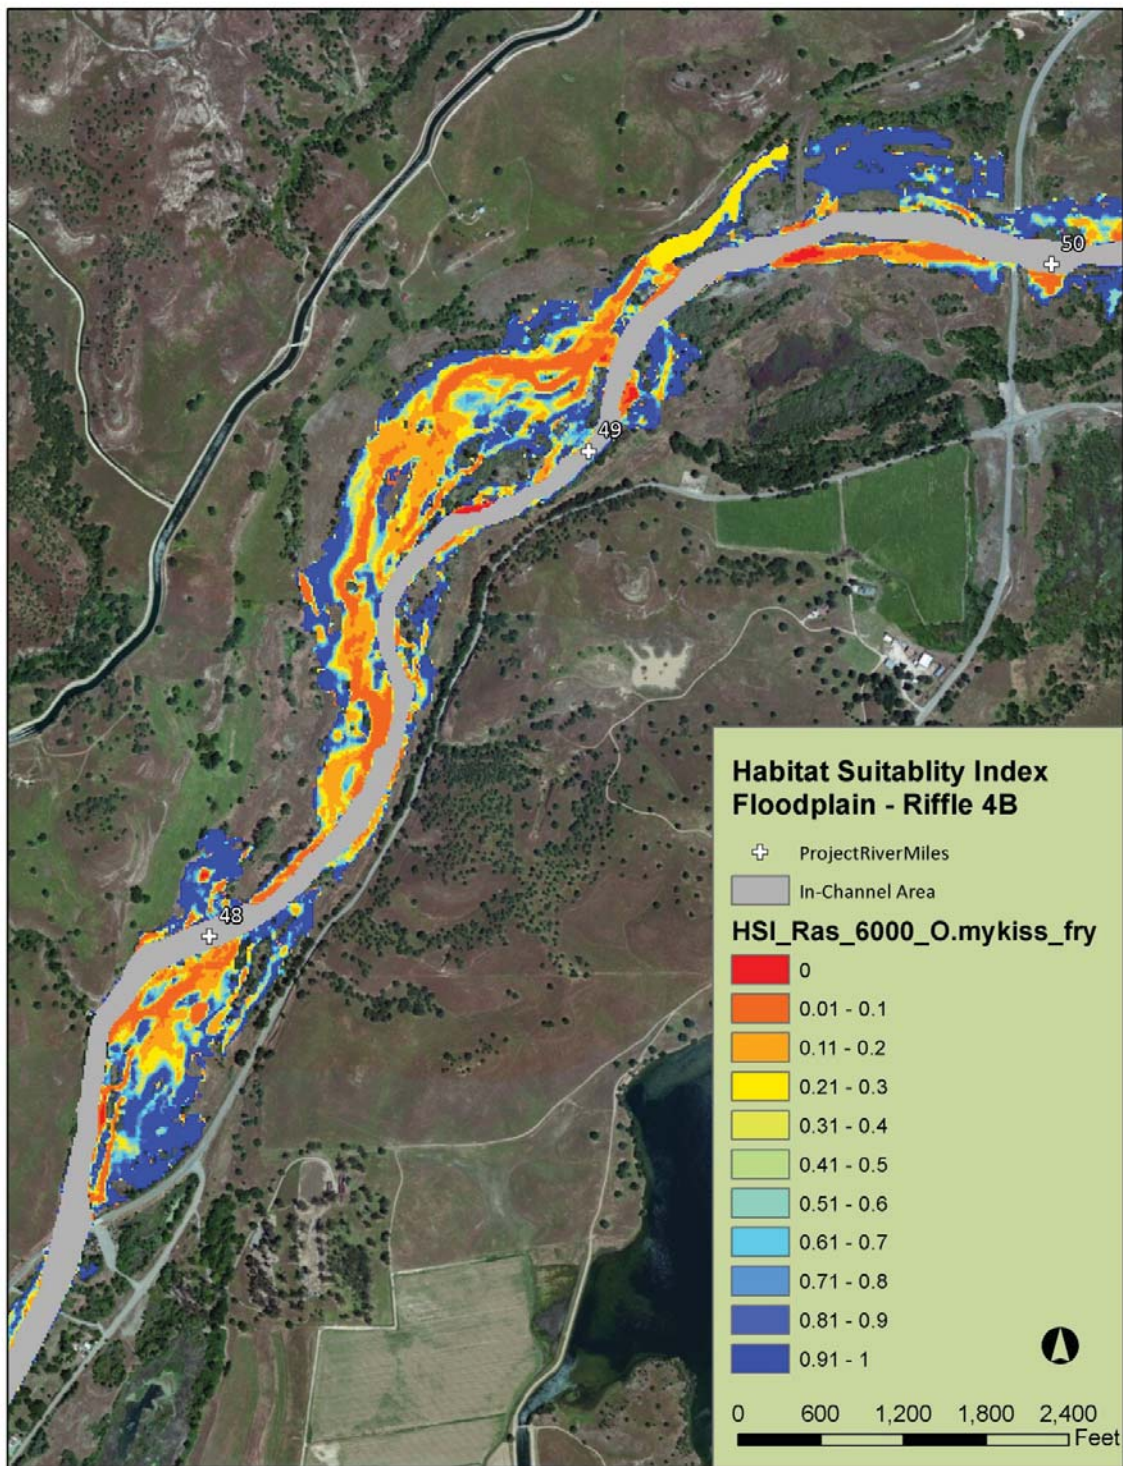 50
49
48
Habitat Suitablity Index
Floodplain - Riffle 4B
ProjectRiverMiles
In-Channel Area
HSI_Ras_6000_O.mykiss_fry
0
0.01 - 0.1
0.11 - 0.2
0.21 - 0.3
0.31 - 0.4
0.41 - 0.5
0.51 - 0.6
0.61 - 0.7
0.71 - 0.8
0.81 - 0.9
0.91 - 1
0 600 1,200 1,800 2,400
Feet